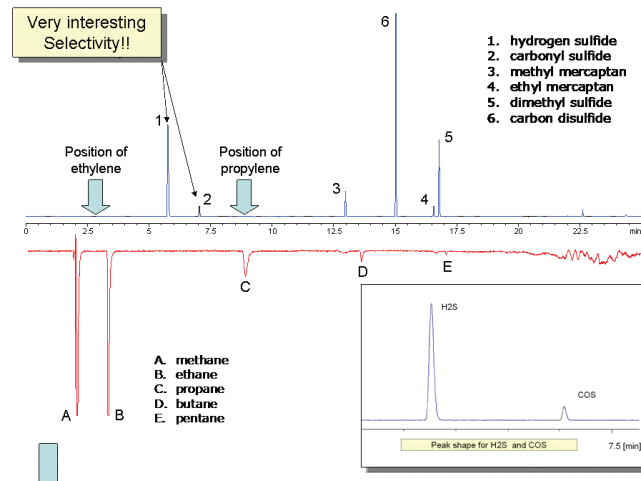 Very interesting
Selectivity!!
6
1. hydrogen sulfide
2. carbonyl sulfide
3. methyl mercaptan
4. ethyl mercaptan
5. dimethyl sulfide
6. carbon disulfide
1
5
Position of
ethylene
Position of
propylene
2
3
4
0
2.5
5.0
7.5
10.0
12.5
15.0
17.5
20
22.5
min
A
B
C
D
E
A. methane
B. ethane
C. propane
D. butane
E. pentane
H2S
COS
Peak shape for H2S and COS
7.5 [min]